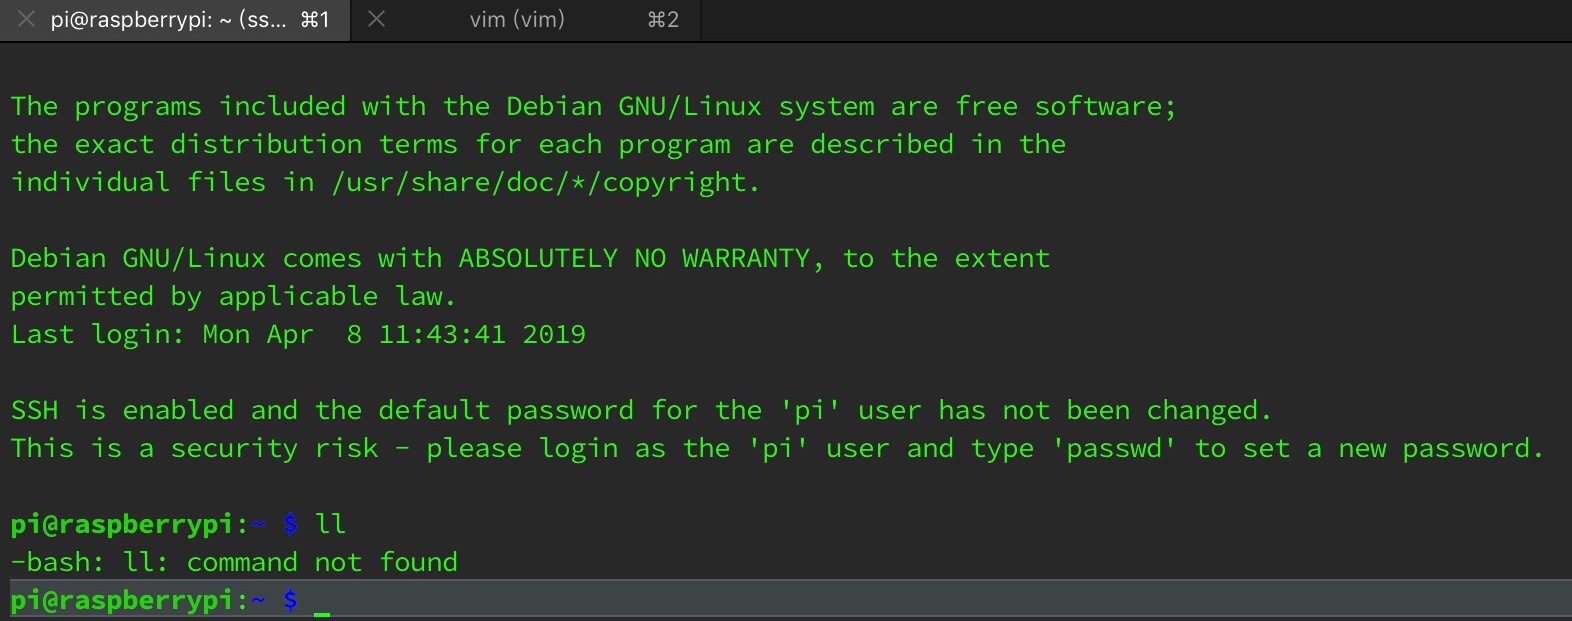 pi@raspberrypi: ~ (ss... ⌘1
vim (vim) ⌘2
The programs included with the Debian GNU/Linux system are free software;
the exact distribution terms for each program are described in the
individual files in /usr/share/doc/*/copyright.
Debian GNU/Linux comes with ABSOLUTELY NO WARRANTY, to the extent
permitted by applicable law.
Last login: Mon Apr  8 11:43:41 2019
SSH is enabled and the default password for the 'pi' user has not been changed.
This is a security risk - please login as the 'pi' user and type 'passwd' to set a new password.
pi@raspberrypi:~ $ ll
-bash: ll: command not found
pi@raspberrypi:~ $